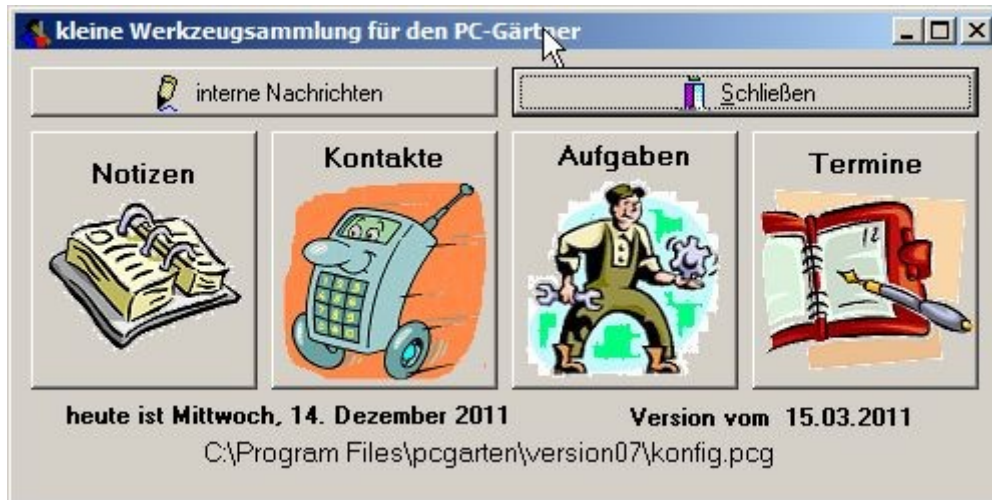 kleine Werkzeugsammlung für den PC-Gärtner
interne Nachrichten
Schließen
Notizen
Kontakte
Aufgaben
Termine
12
heute ist Mittwoch, 14. Dezember 2011
Version vom 15.03.2011
C:\Program Files\pcgarten\version07\konfig.pcg